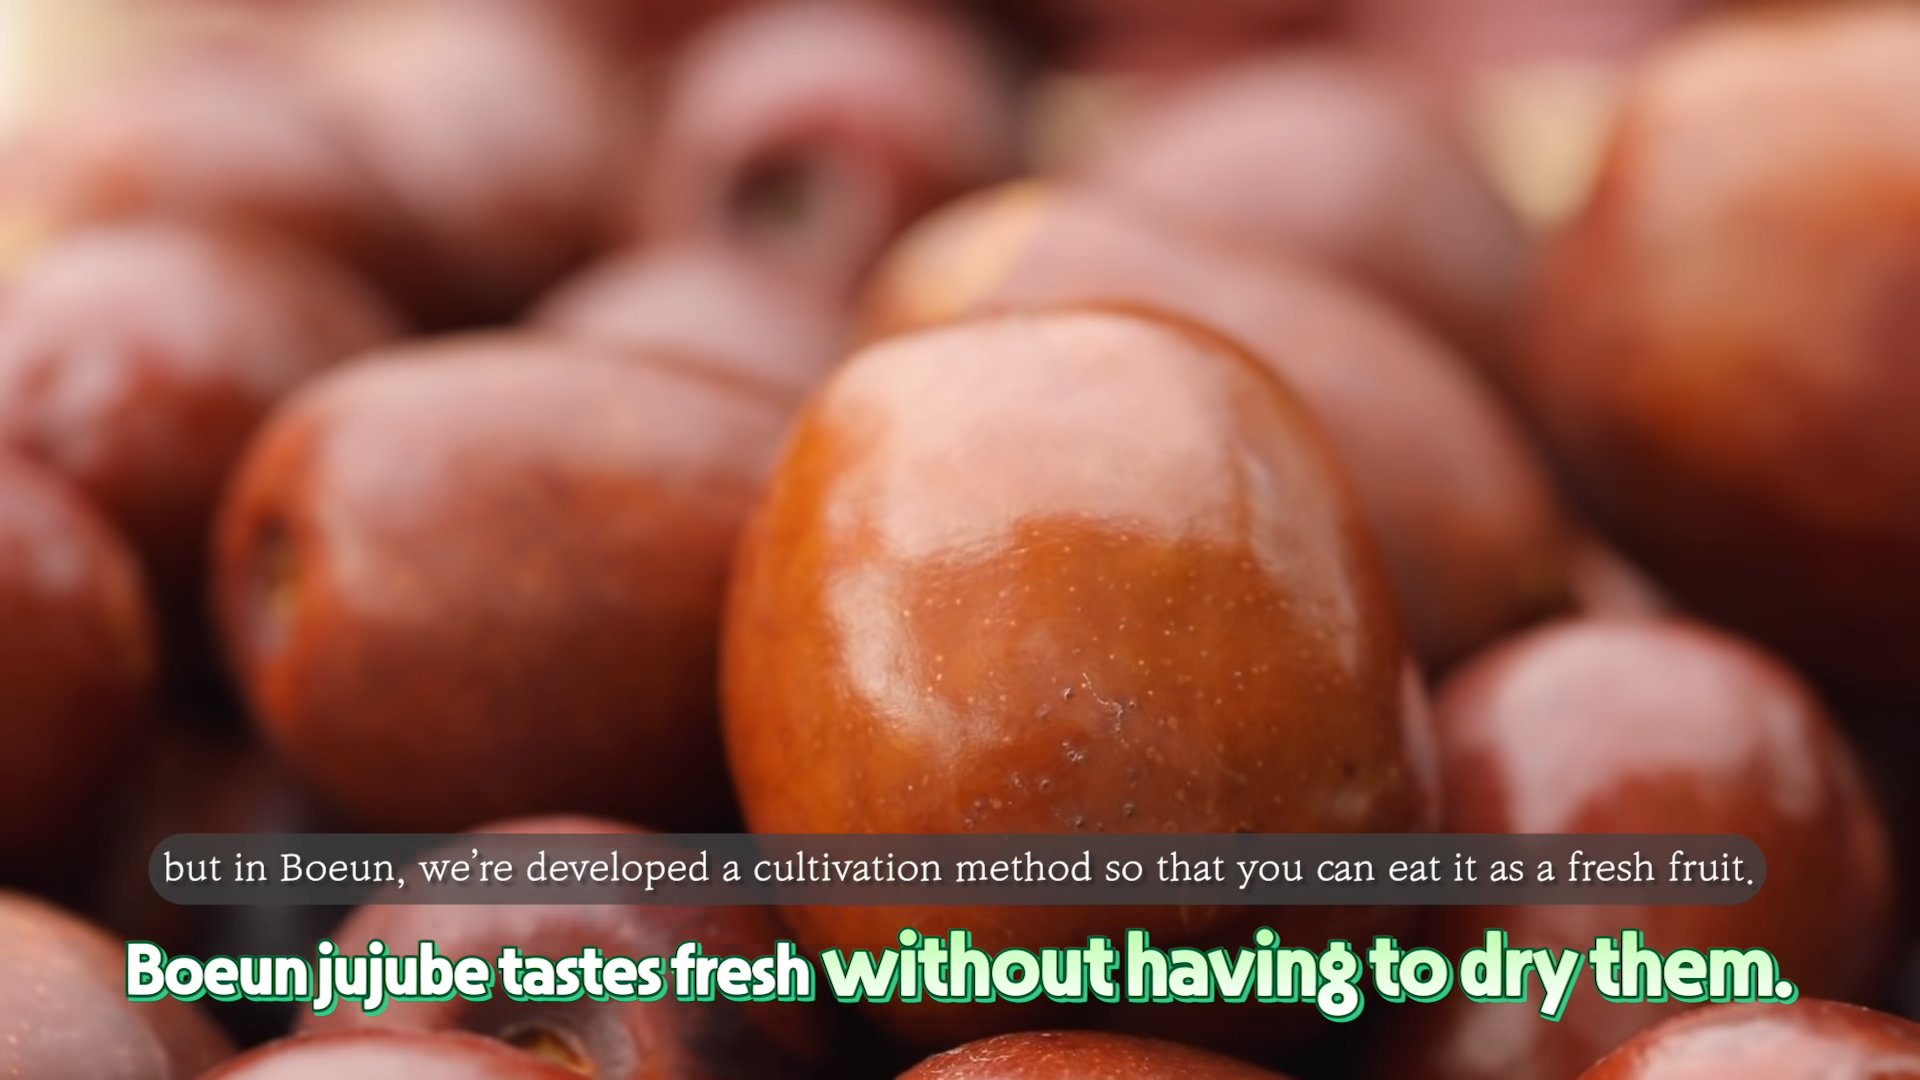 but in Boeun, we're developed a cultivation method so that you can eat it as a fresh fruit.
Boeun jujube tastes fresh without having to dry them.